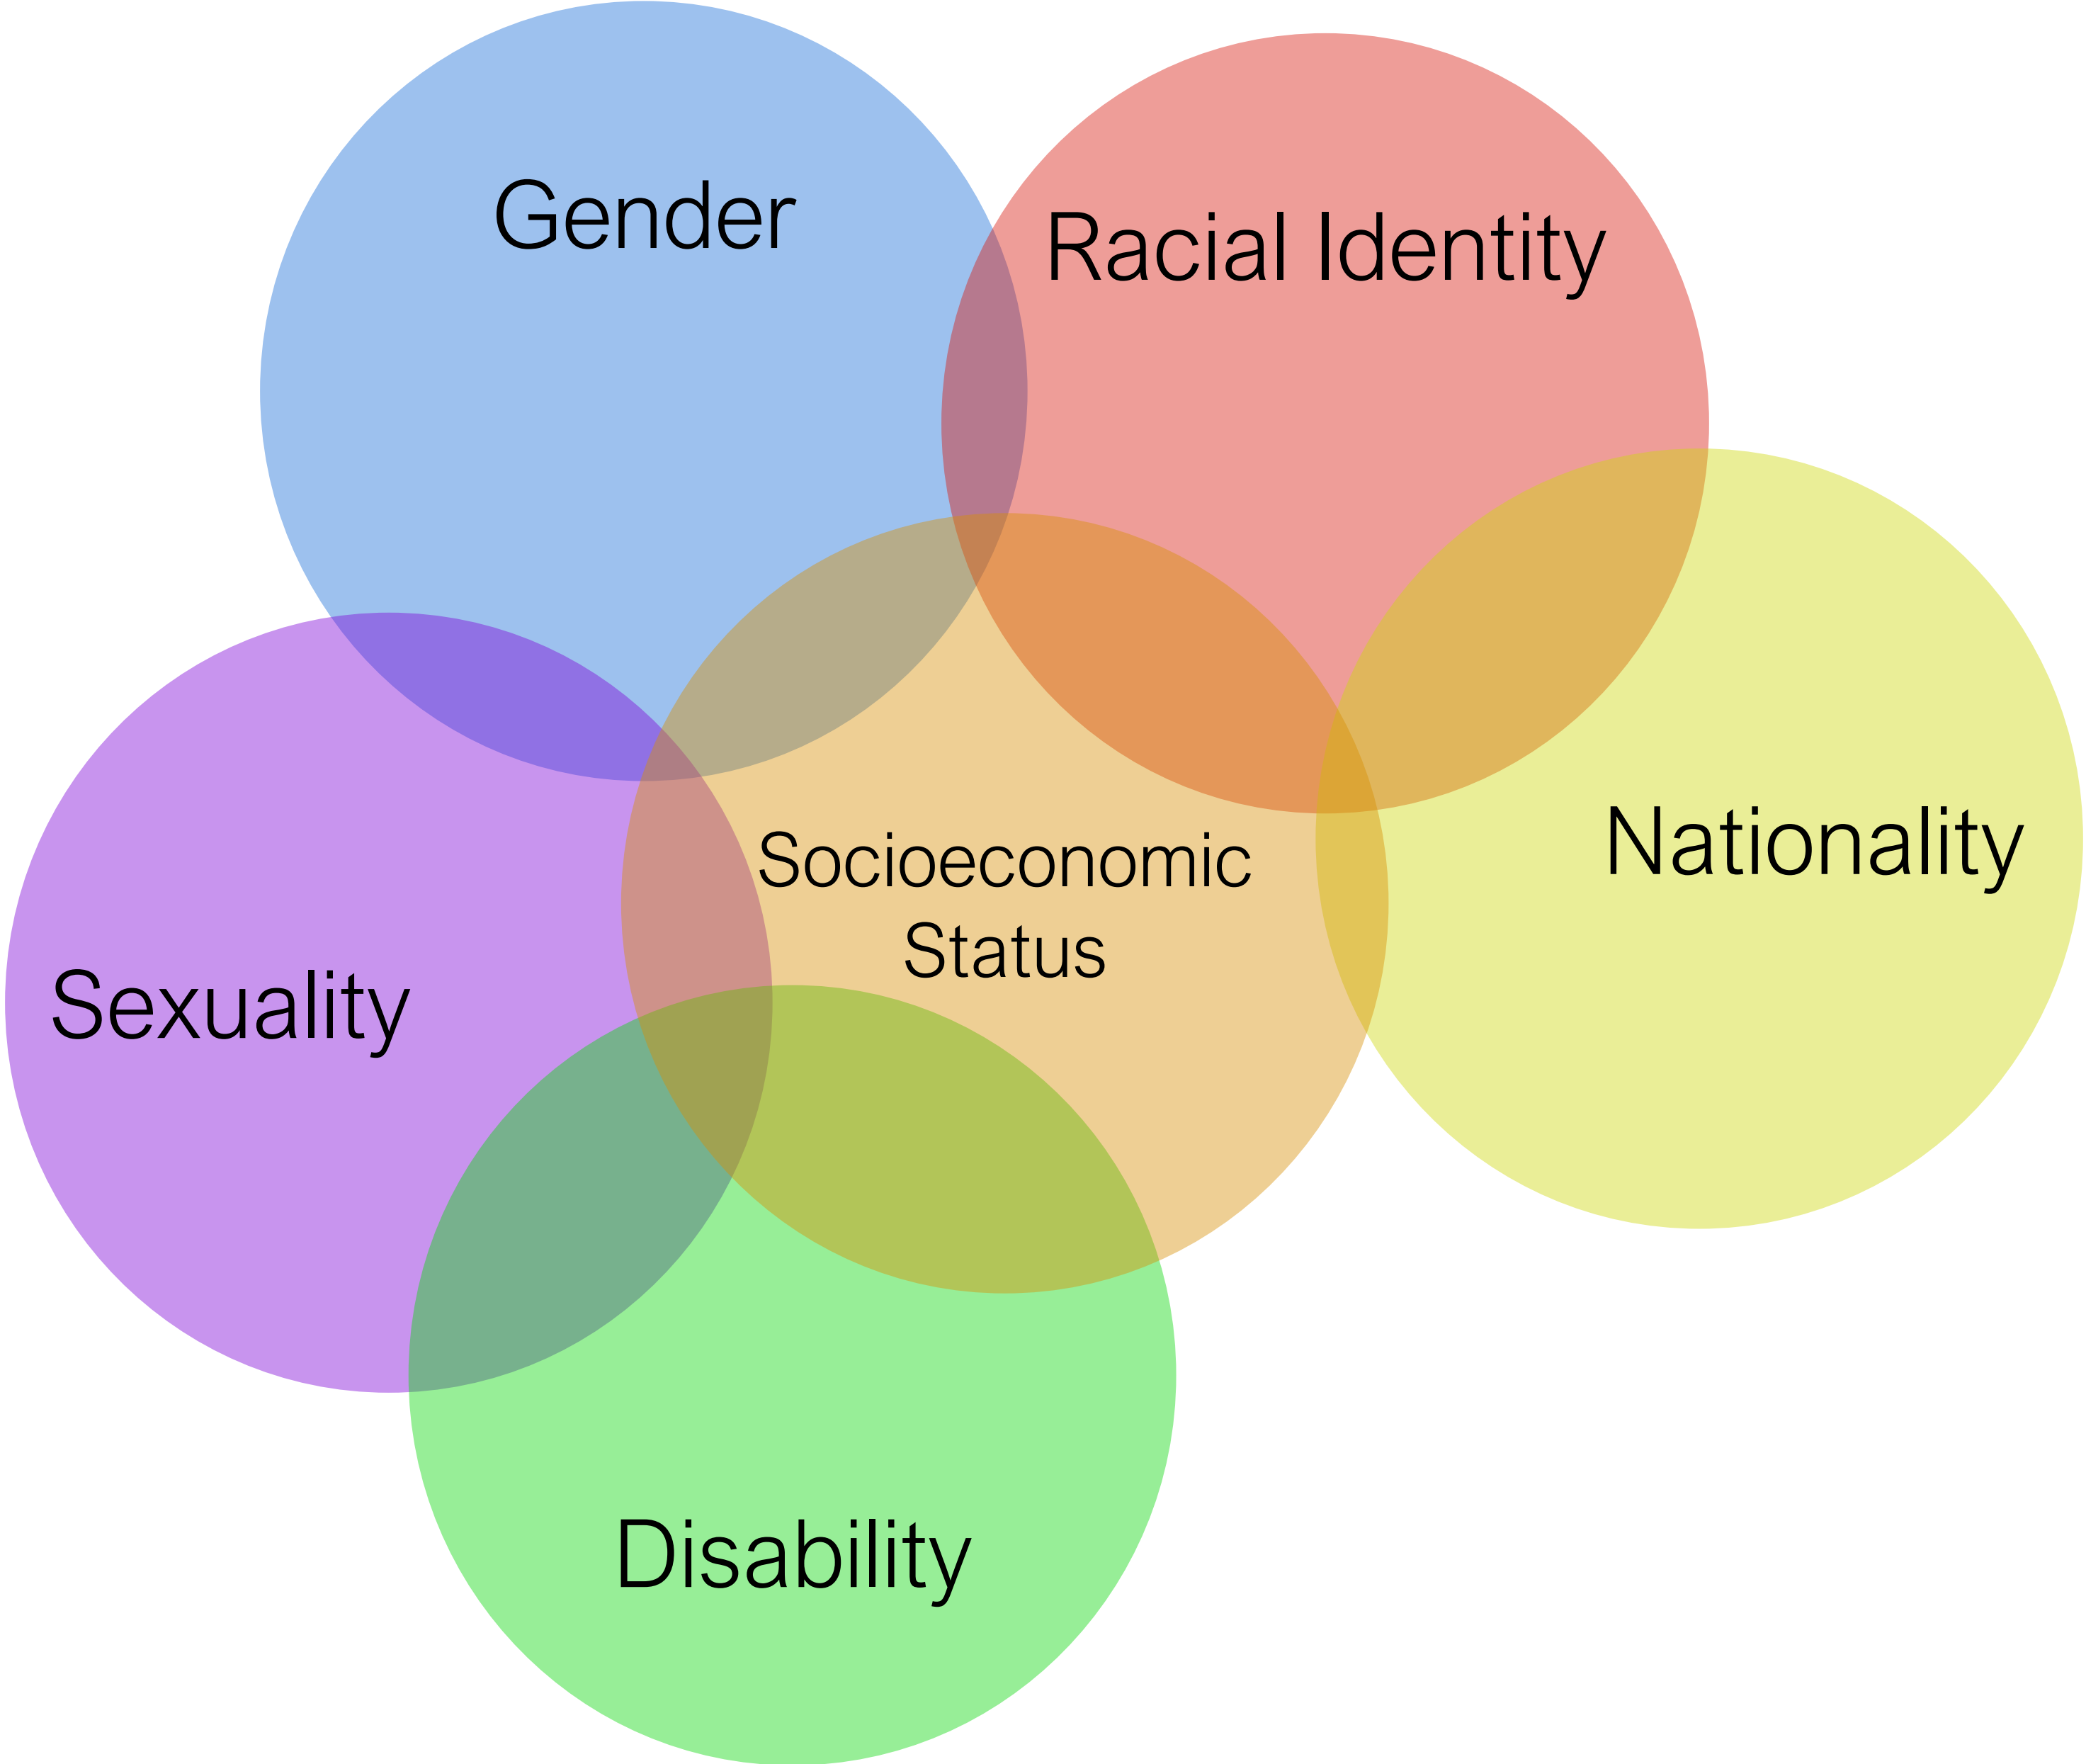 Gender
Racial Identity
Socioeconomic
Status
Nationality
Sexuality
Disability